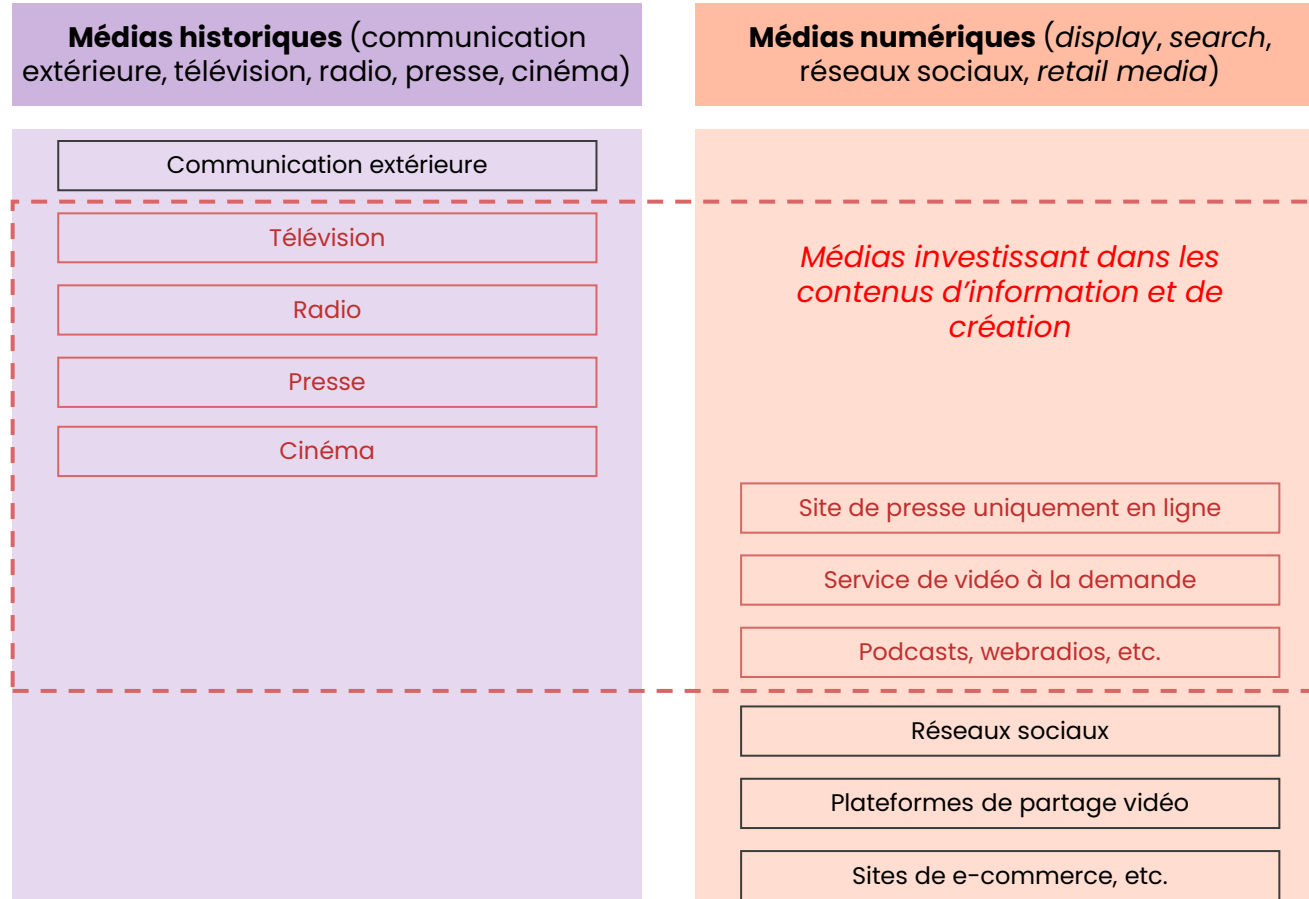 Médias historiques (communication
extérieure, télévision, radio, presse, cinéma)
Communication extérieure
Télévision
Radio
Presse
Cinéma
Médias numériques (display, search,
réseaux sociaux, retail media)
Médias investissant dans les
contenus d’information et de
création
Site de presse uniquement en ligne
Service de vidéo à la demande
Podcasts, webradios, etc.
Réseaux sociaux
Plateformes de partage vidéo
Sites de e-commerce, etc.